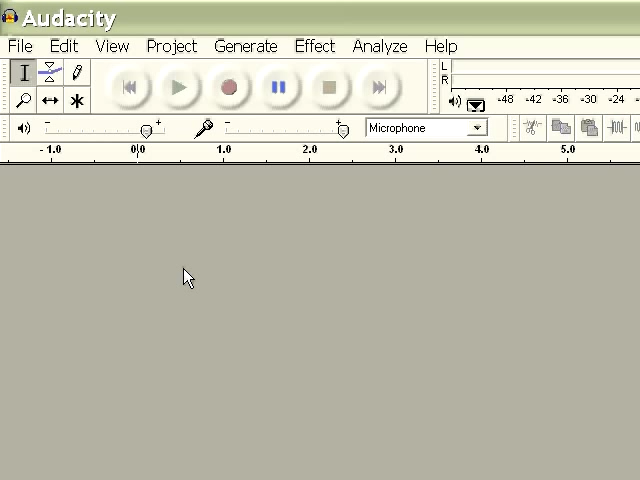 Audacity
File Edit View Project Generate Effect Analyze Help
L
R
-48 -42 -36 -30 -24
- + - + Microphone
-1.0 0.0 1.0 2.0 3.0 4.0 5.0